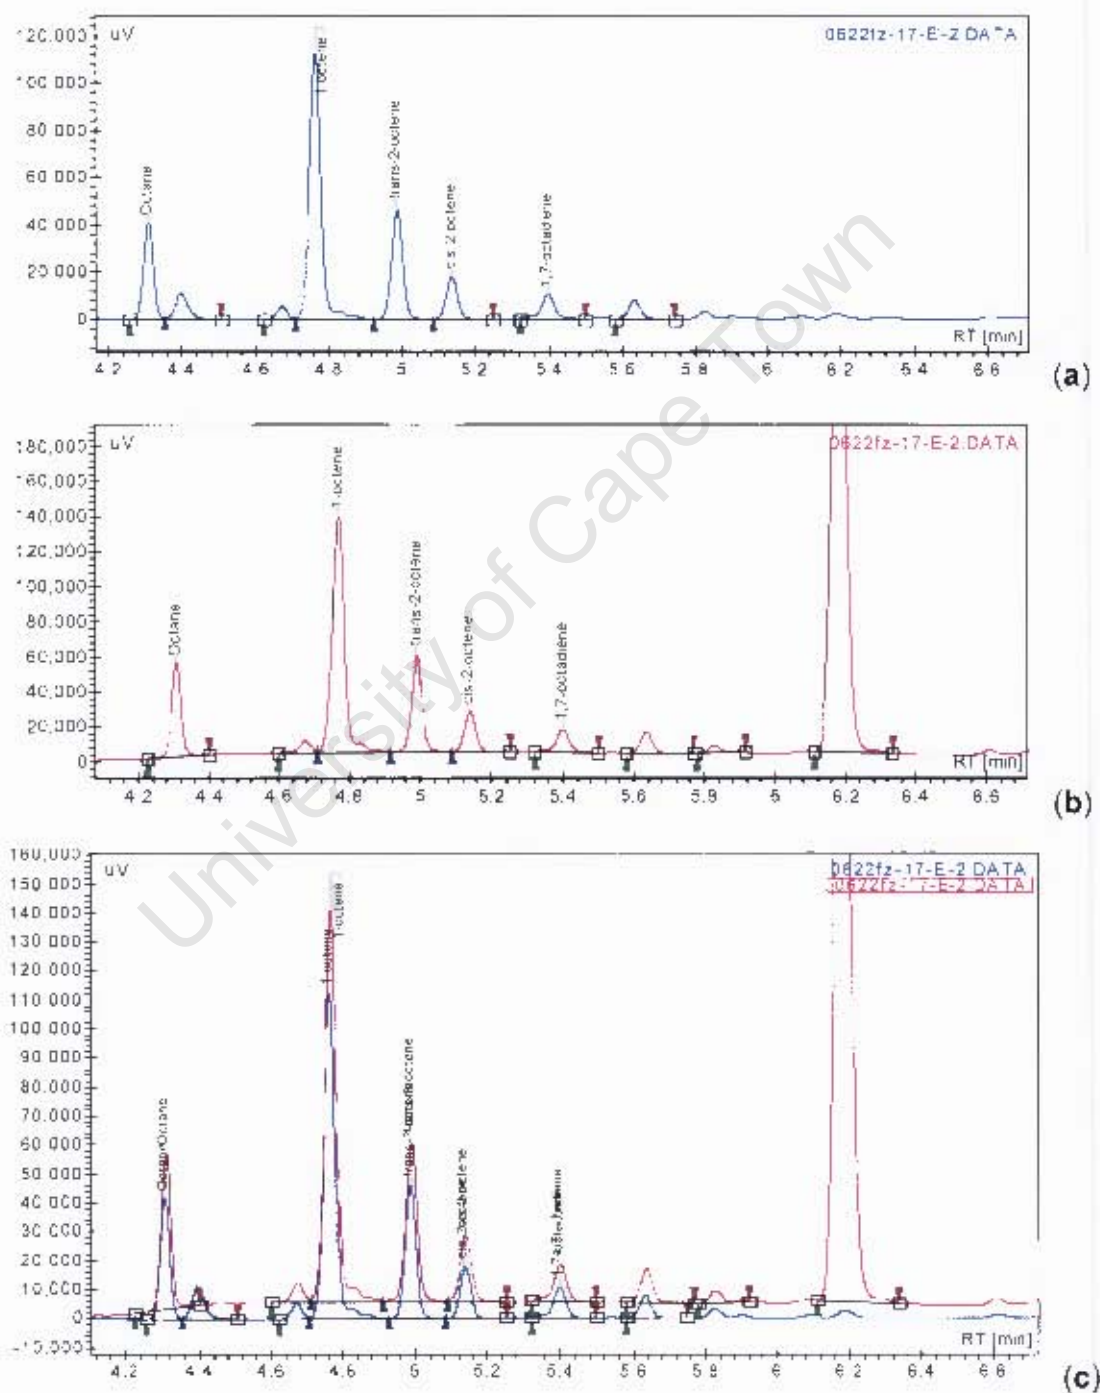 120,000
uV
0622fz-17-E-2.DATA
100,000
80 000
60 000
40 000
20 000
0
Octane
1 octene
trans-2-octene
cis-2 octene
1,7-octadiene
RT [min]
4.2 4.4 4.6 4.8 5 5.2 5.4 5.6 5.8 6 6.2 6.4 6.6
(a)
180,000
uV
0622fz-17-E-2.DATA
160,000
140,000
120,000
100,000
80,000
60,000
40,000
20,000
0
Octane
1-octene
trans-2-octene
cis-2-octene
1,7-octadiene
RT [min]
4.2 4.4 4.6 4.8 5 5.2 5.4 5.6 5.8 6 6.2 6.4 6.6
(b)
160,000
uV
0622fz-17-E-2.DATA
0622fz-17-E-2.DATA
150,000
140,000
130,000
120,000
110,000
100,000
90,000
80,000
70,000
60,000
50,000
40,000
30,000
20,000
10,000
0
-10,000
Octane
1-octene
1 octene
RT [min]
4.2 4.4 4.6 4.8 5 5.2 5.4 5.6 5.8 6 6.2 6.4 6.6
(c)
University of Cape Town